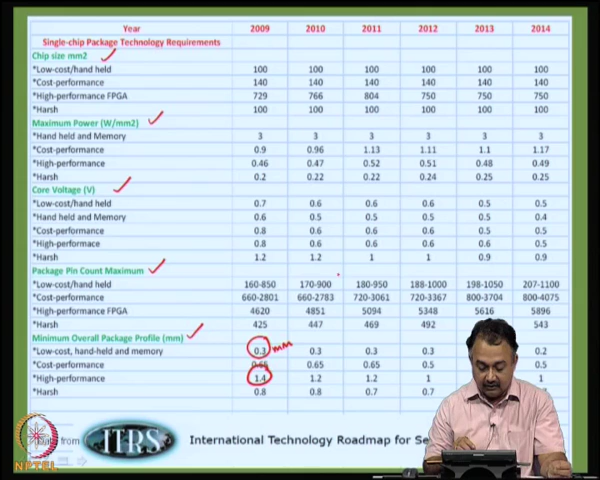 Year 2009 2010 2011 2012 2013 2014
Single-chip Package Technology Requirements
Chip size mm2
*Low-cost/hand held 100 100 100 100 100 100
*Cost-performance 140 140 140 140 140 140
*High-performance FPGA 729 766 804 750 750 750
*Harsh 100 100 100 100 100 100
Maximum Power (W/mm2)
*Hand held and Memory 3 3 3 3 3 3
*Cost-performance 0.9 0.96 1.13 1.11 1.1 1.17
*High-performance 0.46 0.47 0.52 0.51 0.48 0.49
*Harsh 0.2 0.22 0.22 0.24 0.25 0.25
Core Voltage (V)
*Low-cost/hand held 0.7 0.6 0.6 0.6 0.5 0.5
*Hand held and Memory 0.6 0.5 0.5 0.5 0.5 0.4
*Cost-performance 0.8 0.6 0.6 0.6 0.5 0.5
*High-performace 0.8 0.6 0.6 0.6 0.5 0.5
*Harsh 1.2 1.2 1 1 0.9 0.9
Package Pin Count Maximum
*Low-cost/hand held 160-850 170-900 180-950 188-1000 198-1050 207-1100
*Cost-performance 660-2801 660-2783 720-3061 720-3367 800-3704 800-4075
*High-performance FPGA 4620 4851 5094 5348 5616 5896
*Harsh 425 447 469 492 543
Minimum Overall Package Profile (mm)
*Low-cost, hand-held and memory 0.3 mm 0.3 0.3 0.3 0.2
*Cost-performance 0.65 0.65 0.65 0.5 0.5
*High-performance 1.4 1.2 1.2 1 1
*Harsh 0.8 0.8 0.7 0.7
from ITRS International Technology Roadmap for Se
NPTEL